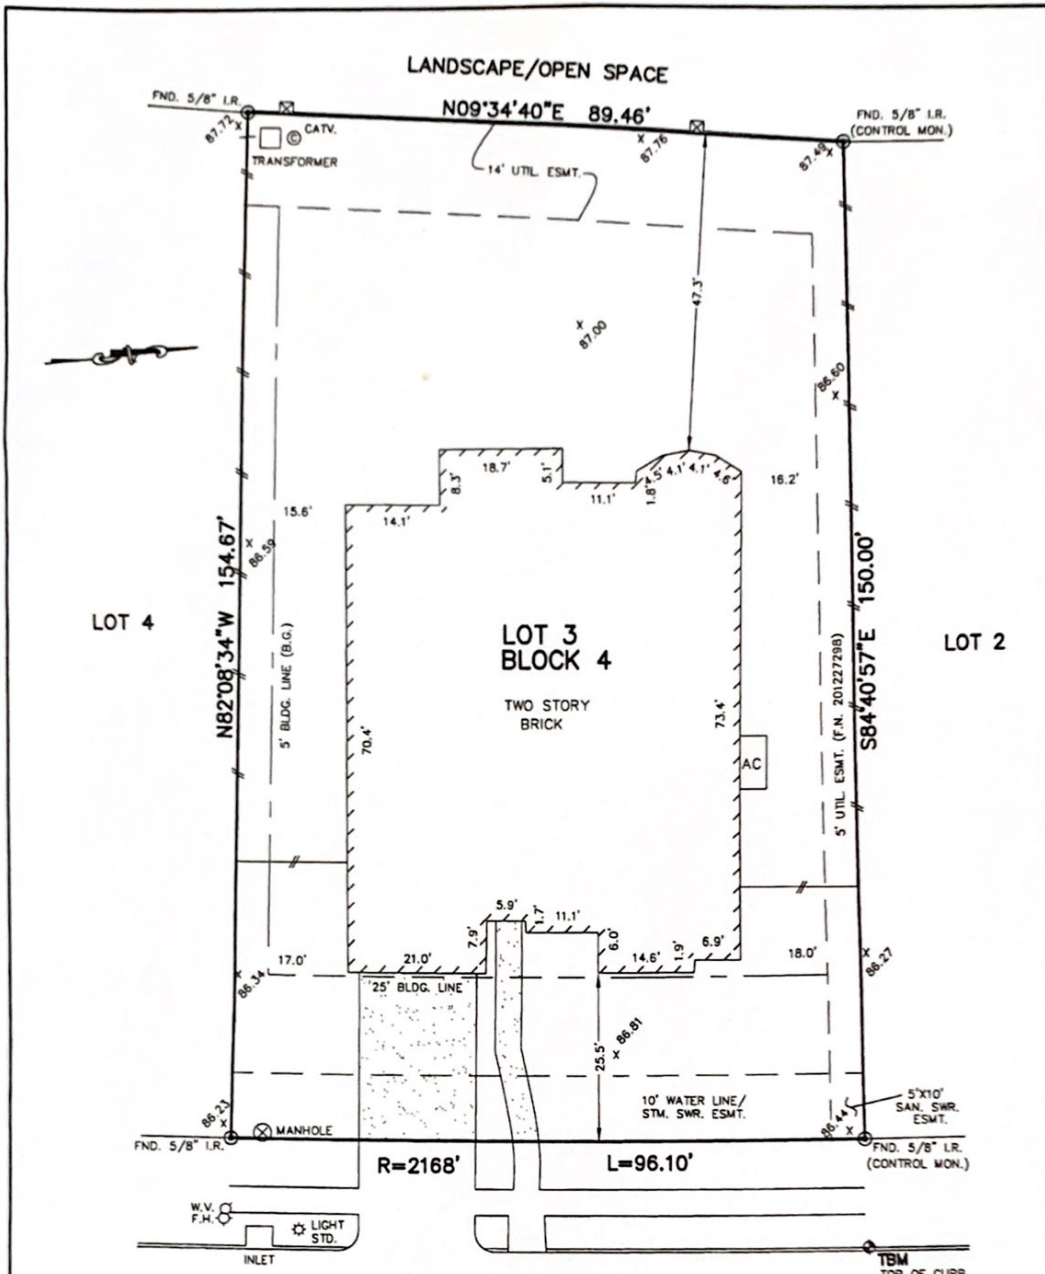 LANDSCAPE/OPEN SPACE
FND. 5/8" I.R.
N09°34'40"E 89.46'
FND. 5/8" I.R.
(CONTROL MON.)
87.72
CATV.
C
TRANSFORMER
87.76
87.49
14' UTIL. ESMT.
47.3'
87.00
86.60
18.7'
8.3'
5.1'
11.1'
1.8'
4.5'
4.1'
4.1'
4.6'
16.2'
15.6'
14.1'
86.59
N82°08'34"W 154.67'
S84°40'57"E 150.00'
LOT 4
LOT 3
BLOCK 4
LOT 2
5' BLDG. LINE (B.G.)
5' UTIL. ESMT. (F.N. 201227298)
TWO STORY
BRICK
70.4'
73.4'
AC
5.9'
1.7'
11.1'
7.9'
6.0'
17.0'
21.0'
14.6'
1.9'
6.9'
18.0'
86.34
86.27
25' BLDG. LINE
25.5'
86.81
10' WATER LINE/
STM. SWR. ESMT.
5'X10'
SAN. SWR.
ESMT.
86.23
86.44
MANHOLE
FND. 5/8" I.R.
R=2168'
L=96.10'
FND. 5/8" I.R.
(CONTROL MON.)
W.V.
F.H.
LIGHT
STD.
INLET
TBM
TOP OF CURB